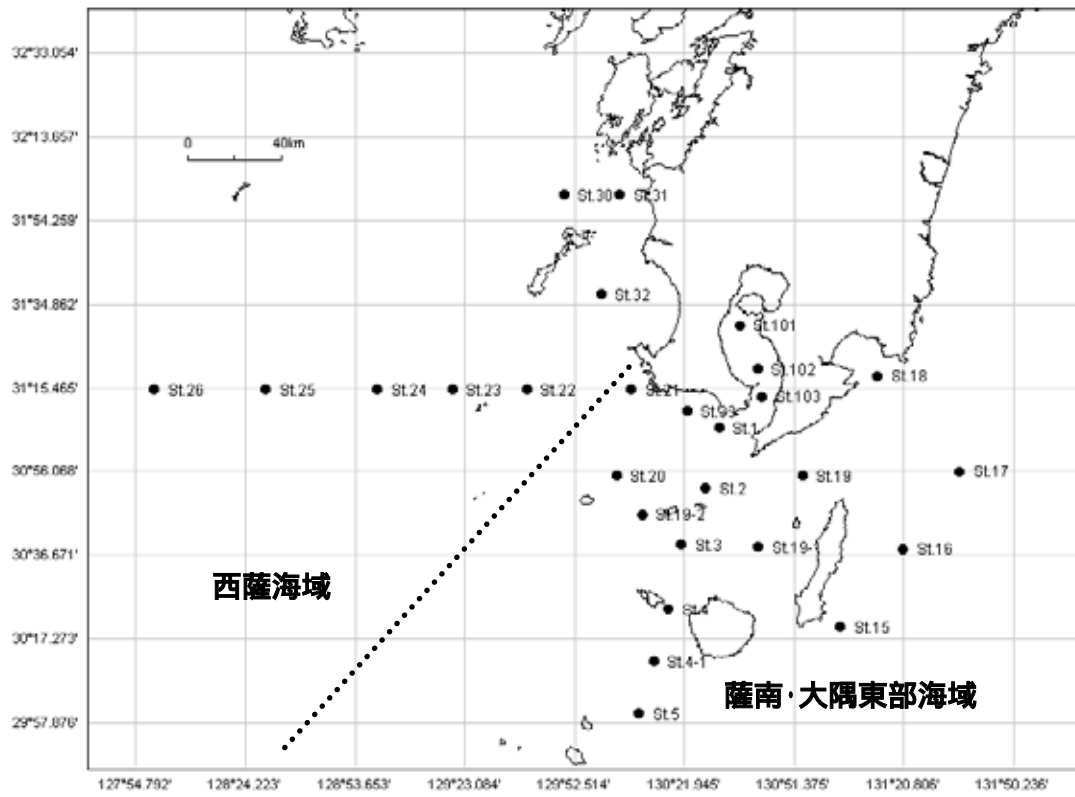 32°33.054'
32°13.657'
0 40km
St.30 St.31
31°54.259'
St.32
31°34.862'
St.101
St.102
St.18
31°15.465'
St.26 St.25 St.24 St.23 St.22 St.21
St.103
St.93
St.1
30°56.068'
St.20 St.2 St.19 St.17
St.19-2
St.3 St.19-1 St.16
30°36.671'
西薩海域
St.4
30°17.273'
St.15
St.4-1
薩南・大隅東部海域
St.5
29°57.876'
127°54.792' 128°24.223' 128°53.653' 129°23.084' 129°52.514' 130°21.945' 130°51.375' 131°20.806' 131°50.236'